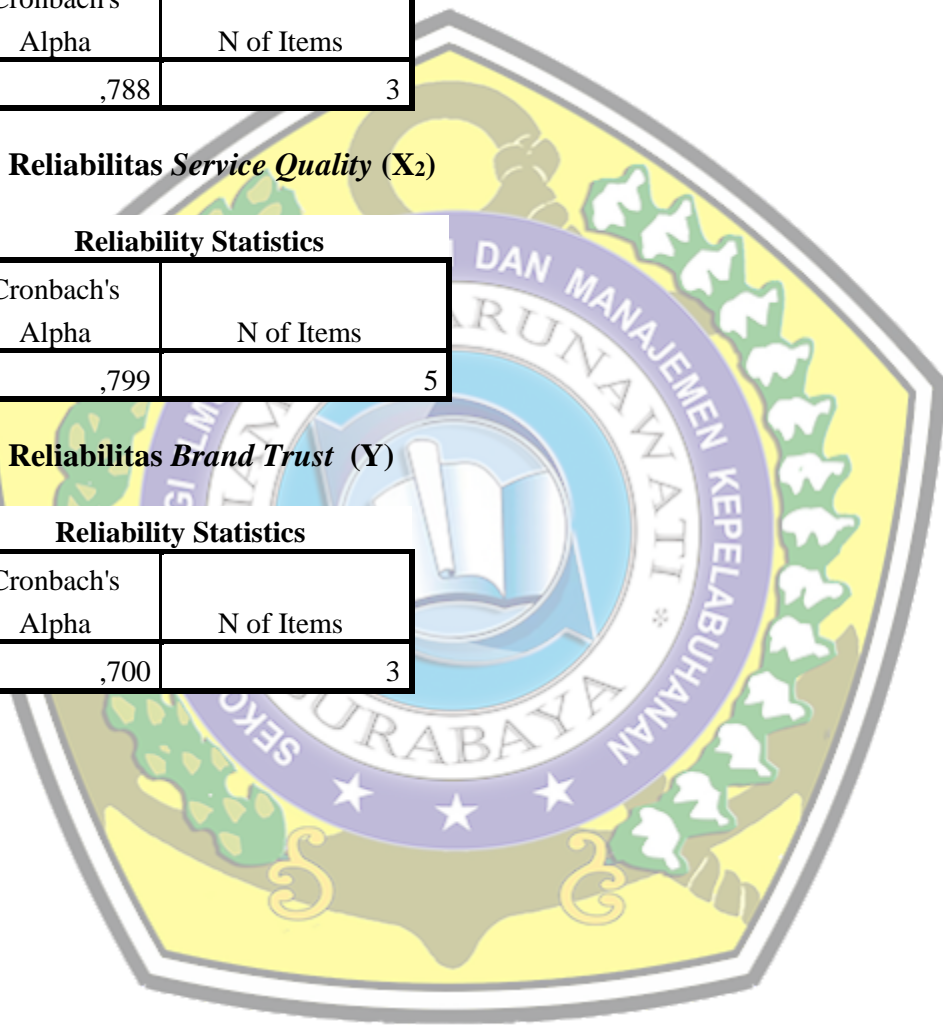 Cronbach's
Alpha N of Items
,788 3
Reliabilitas Service Quality (X2)
Reliability Statistics
Cronbach's
Alpha N of Items
,799 5
Reliabilitas Brand Trust (Y)
Reliability Statistics
Cronbach's
Alpha N of Items
,700 3
DAN MANAJEMEN KEPELABUHANAN
ARUNAWATI *
SURABAYA